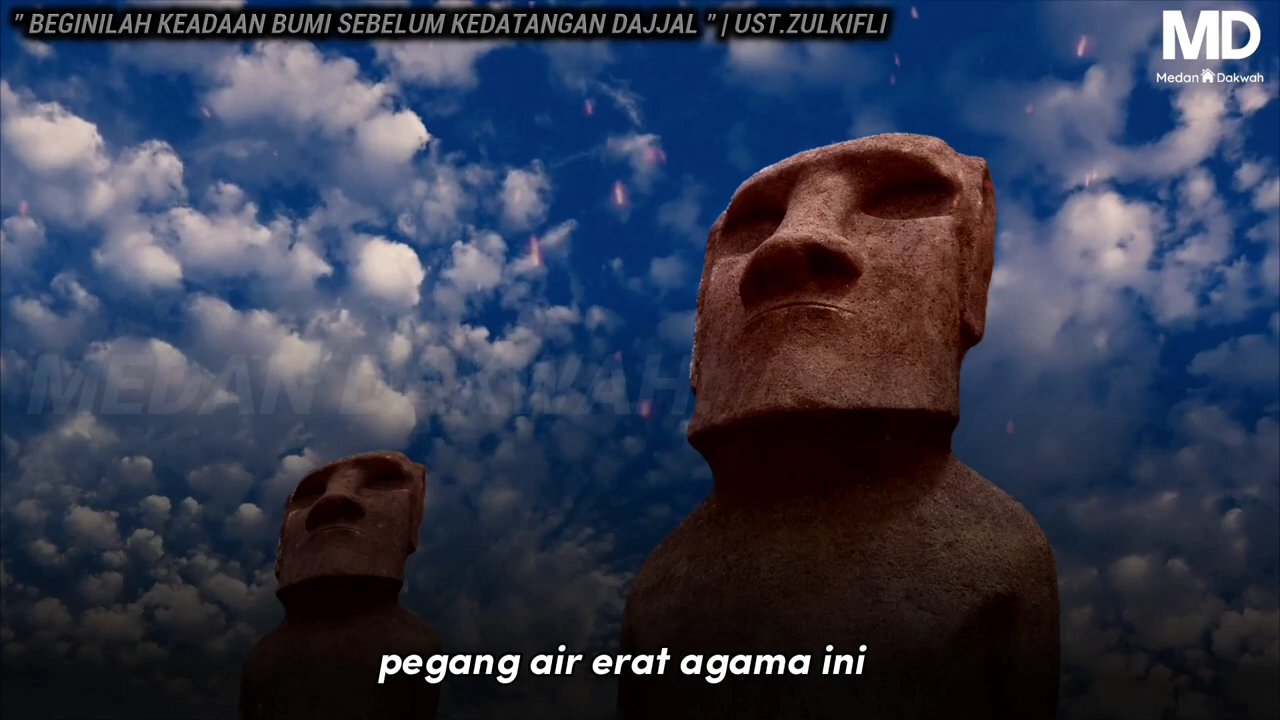 " BEGINILAH KEADAAN BUMI SEBELUM KEDATANGAN DAJJAL " | UST.ZULKIFLI
MD
Medan Dakwah
MEDAN DAKWAH
pegang air erat agama ini